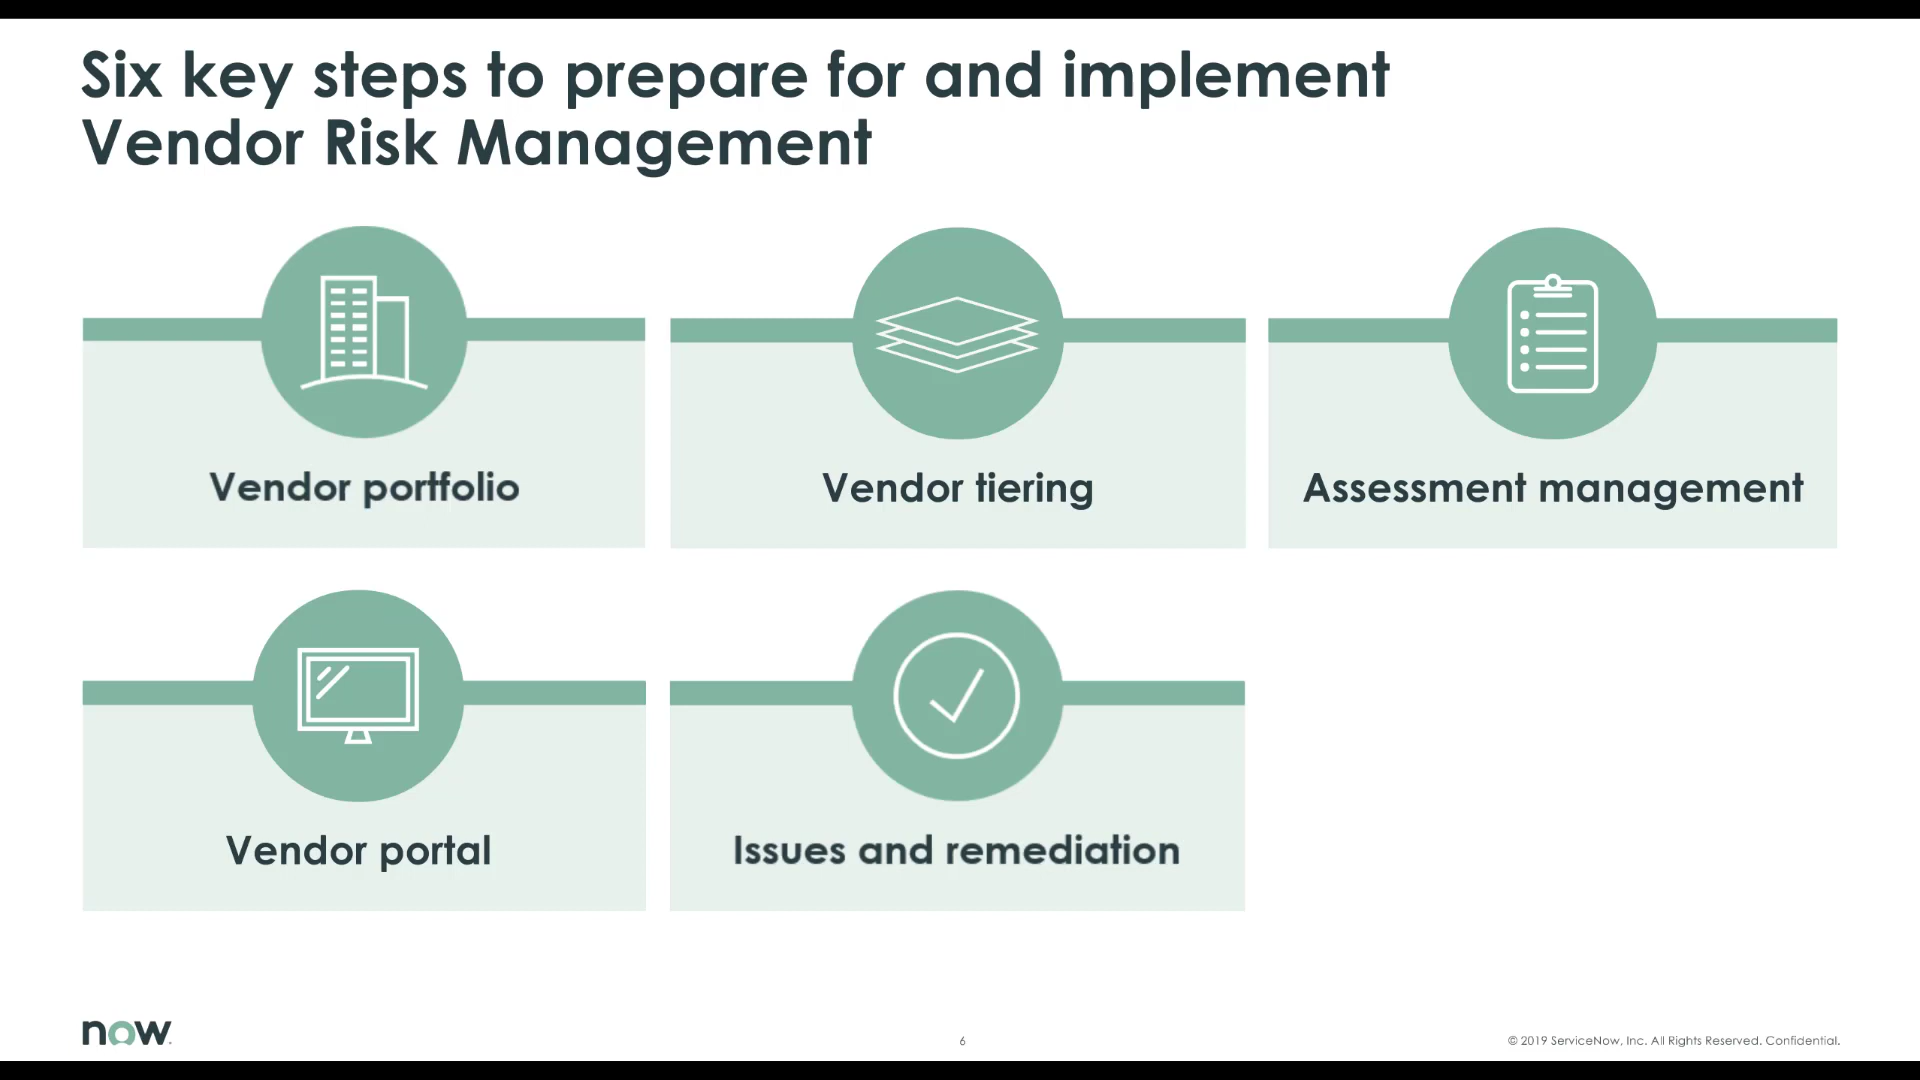 Six key steps to prepare for and implement
Vendor Risk Management
Vendor portfolio
Vendor tiering
Assessment management
Vendor portal
Issues and remediation
now.
6
© 2019 ServiceNow, Inc. All Rights Reserved. Confidential.